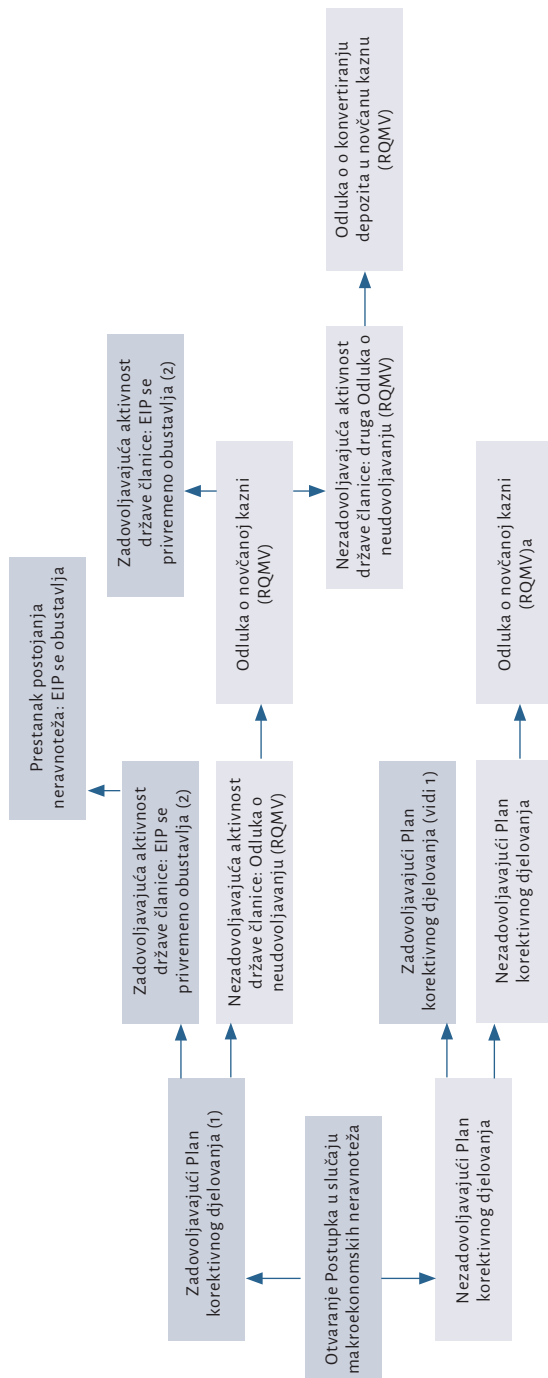 Prestanak postojanja
neravnoteža: EIP se obustavlja
Zadovoljavajući Plan
korektivnog djelovanja (1)
Zadovoljavajuća aktivnost
države članice: EIP se
privremeno obustavlja (2)
Zadovoljavajuća aktivnost
države članice: EIP se
privremeno obustavlja (2)
Nezadovoljavajuća aktivnost
države članice: Odluka o
neudovoljavanju (RQMV)
Odluka o novčanoj kazni
(RQMV)
Otvaranje Postupka u slučaju
makroekonomskih neravnoteža
Nezadovoljavajuća aktivnost
države članice: druga Odluka o
neudovoljavanju (RQMV)
Odluka o o konvertiranju
depozita u novčanu kaznu
(RQMV)
Zadovoljavajući Plan
korektivnog djelovanja (vidi 1)
Nezadovoljavajući Plan
korektivnog djelovanja
Nezadovoljavajući Plan
korektivnog djelovanja
Odluka o novčanoj kazni
(RQMV)a